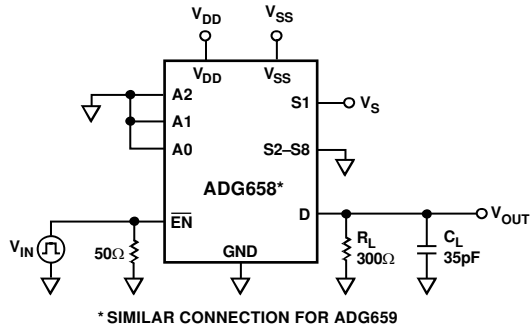 VDD VSS
VDD VSS
A2
A1
A0
S1 VS
S2–S8
ADG658*
EN D VOUT
VIN 50Ω
GND
RL
300Ω
CL
35pF
* SIMILAR CONNECTION FOR ADG659